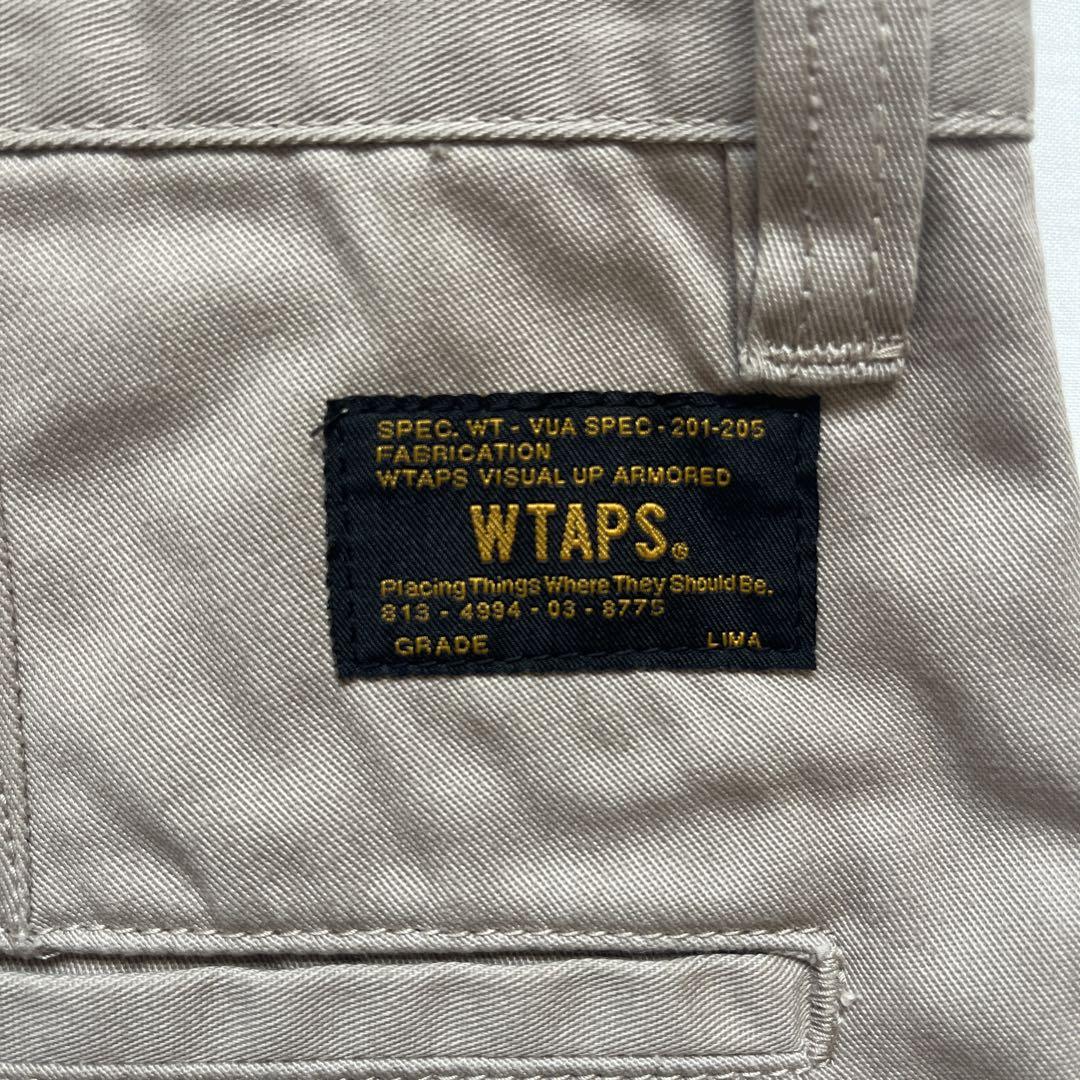 SPEC. WT - VUA SPEC - 201-205
FABRICATION
WTAPS VISUAL UP ARMORED
WTAPS.®
Placing Things Where They Should Be.
813 - 4994 - 03 - 8775
GRADE LIMA